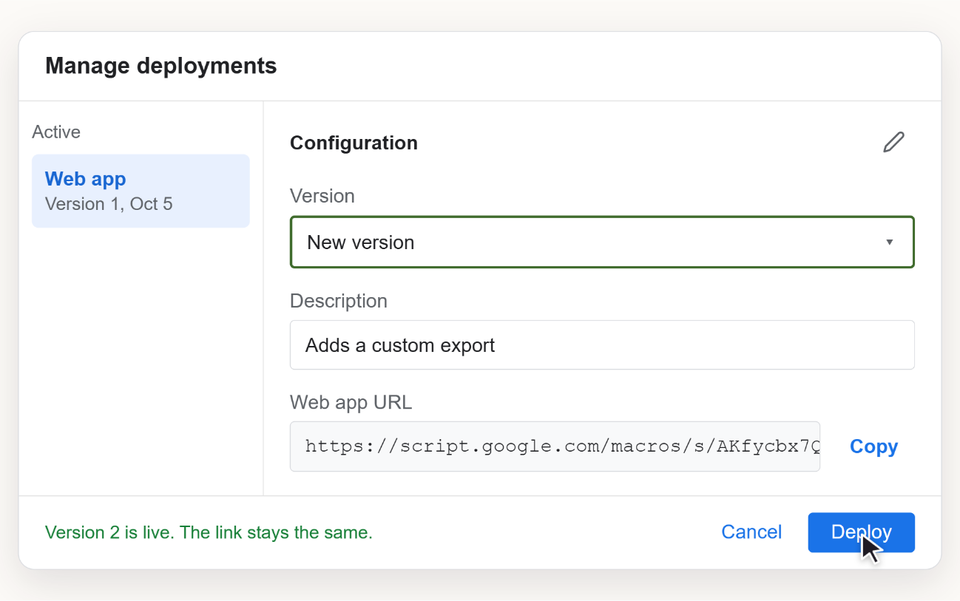 Manage deployments
Active
Web app
Version 1, Oct 5
Configuration
Version
New version
Description
Adds a custom export
Web app URL
https://script.google.com/macros/s/AKfycbx7Q
Copy
Version 2 is live. The link stays the same.
Cancel
Deploy